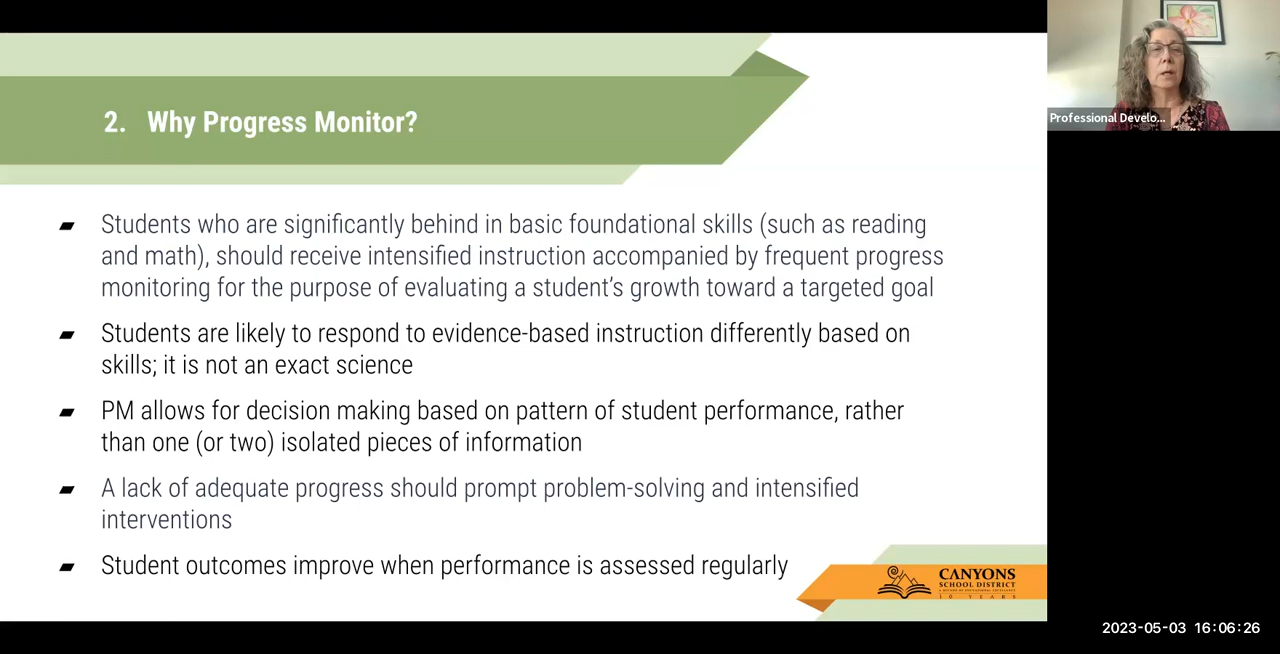 2. Why Progress Monitor?
Students who are significantly behind in basic foundational skills (such as reading
and math), should receive intensified instruction accompanied by frequent progress
monitoring for the purpose of evaluating a student's growth toward a targeted goal
Students are likely to respond to evidence-based instruction differently based on
skills; it is not an exact science
PM allows for decision making based on pattern of student performance, rather
than one (or two) isolated pieces of information
A lack of adequate progress should prompt problem-solving and intensified
interventions
Student outcomes improve when performance is assessed regularly
CANYONS
SCHOOL DISTRICT
10 YEARS
Professional Develo...
2023-05-03 16:06:26